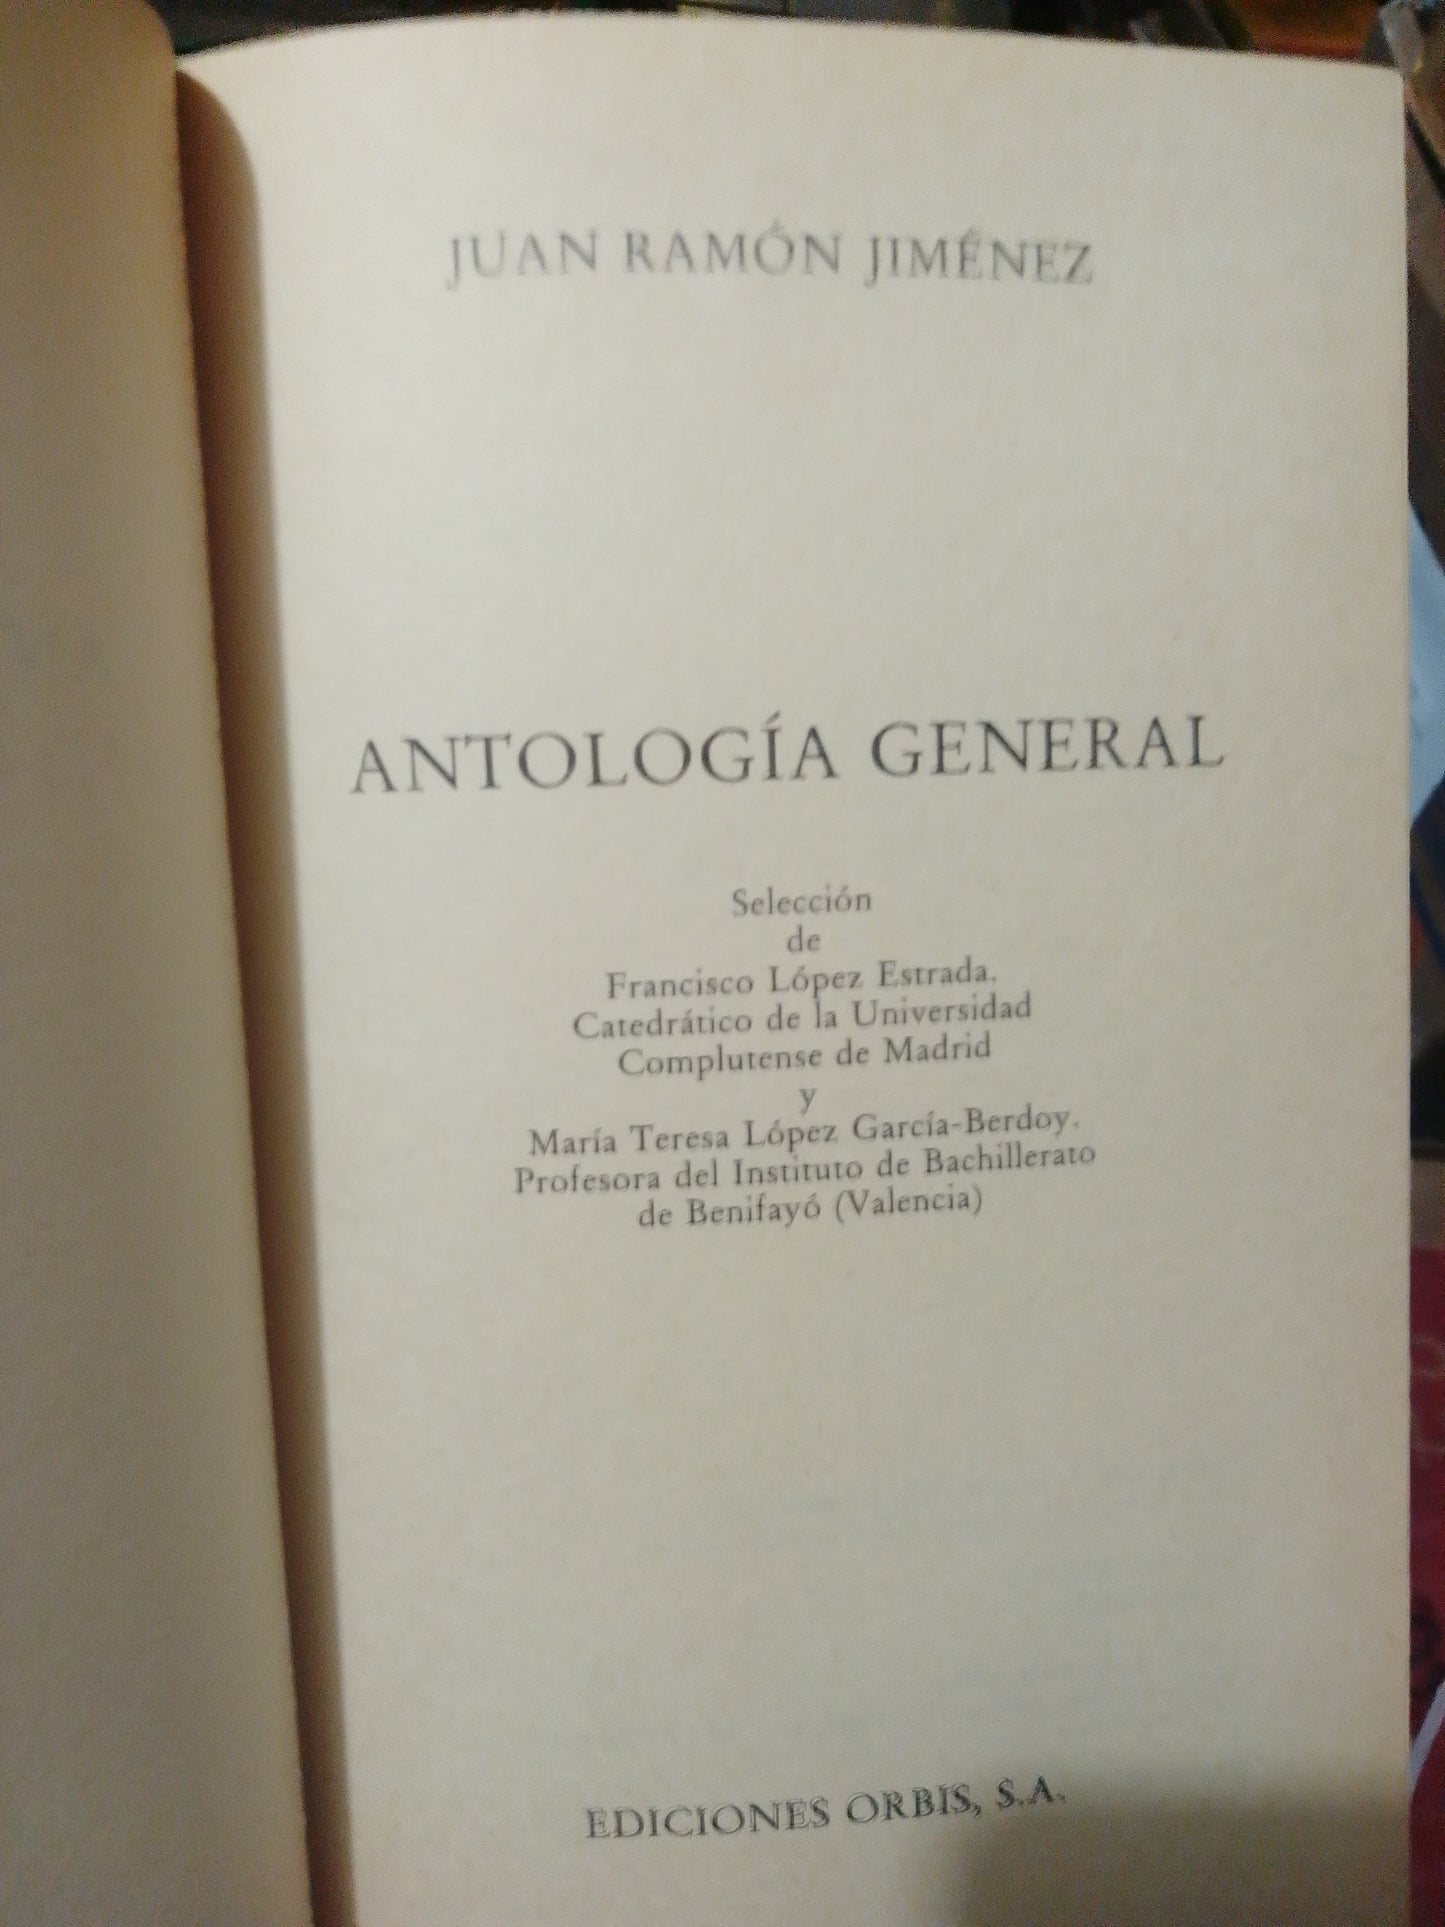 JUAN RAMÓN JIMÉNEZ
ANTOLOGÍA GENERAL
Selección
de
Francisco López Estrada,
Catedrático de la Universidad
Complutense de Madrid
y
María Teresa López García-Berdoy,
Profesora del Instituto de Bachillerato
de Benifayó (Valencia)
EDICIONES ORBIS, S.A.